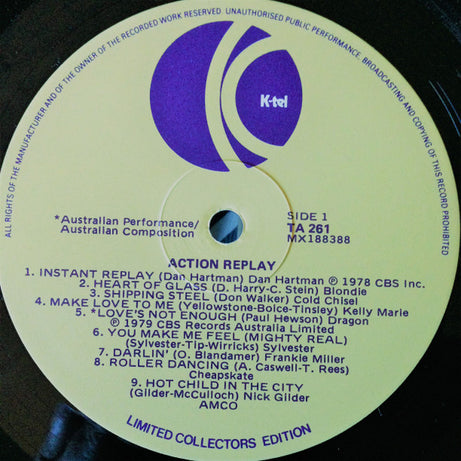 ALL RIGHTS OF THE MANUFACTURER AND OF THE OWNER OF THE RECORDED WORK RESERVED. UNAUTHORISED PUBLIC PERFORMANCE, BROADCASTING AND COPYING OF THIS RECORD PROHIBITED
K-tel
*Australian Performance/
Australian Composition
SIDE 1
TA 261
MX188388
ACTION REPLAY
1. INSTANT REPLAY (Dan Hartman) Dan Hartman ℗ 1978 CBS Inc.
2. HEART OF GLASS (D. Harry-C. Stein) Blondie
3. SHIPPING STEEL (Don Walker) Cold Chisel
4. MAKE LOVE TO ME (Yellowstone-Bolce-Tinsley) Kelly Marie
5. *LOVE'S NOT ENOUGH (Paul Hewson) Dragon
℗ 1979 CBS Records Australia Limited
6. YOU MAKE ME FEEL (MIGHTY REAL)
(Sylvester-Tip-Wirricks) Sylvester
7. DARLIN' (O. Blandamer) Frankie Miller
8. ROLLER DANCING (A. Caswell-T. Rees)
Cheapskate
9. HOT CHILD IN THE CITY
(Gilder-McCulloch) Nick Gilder
AMCO
LIMITED COLLECTORS EDITION